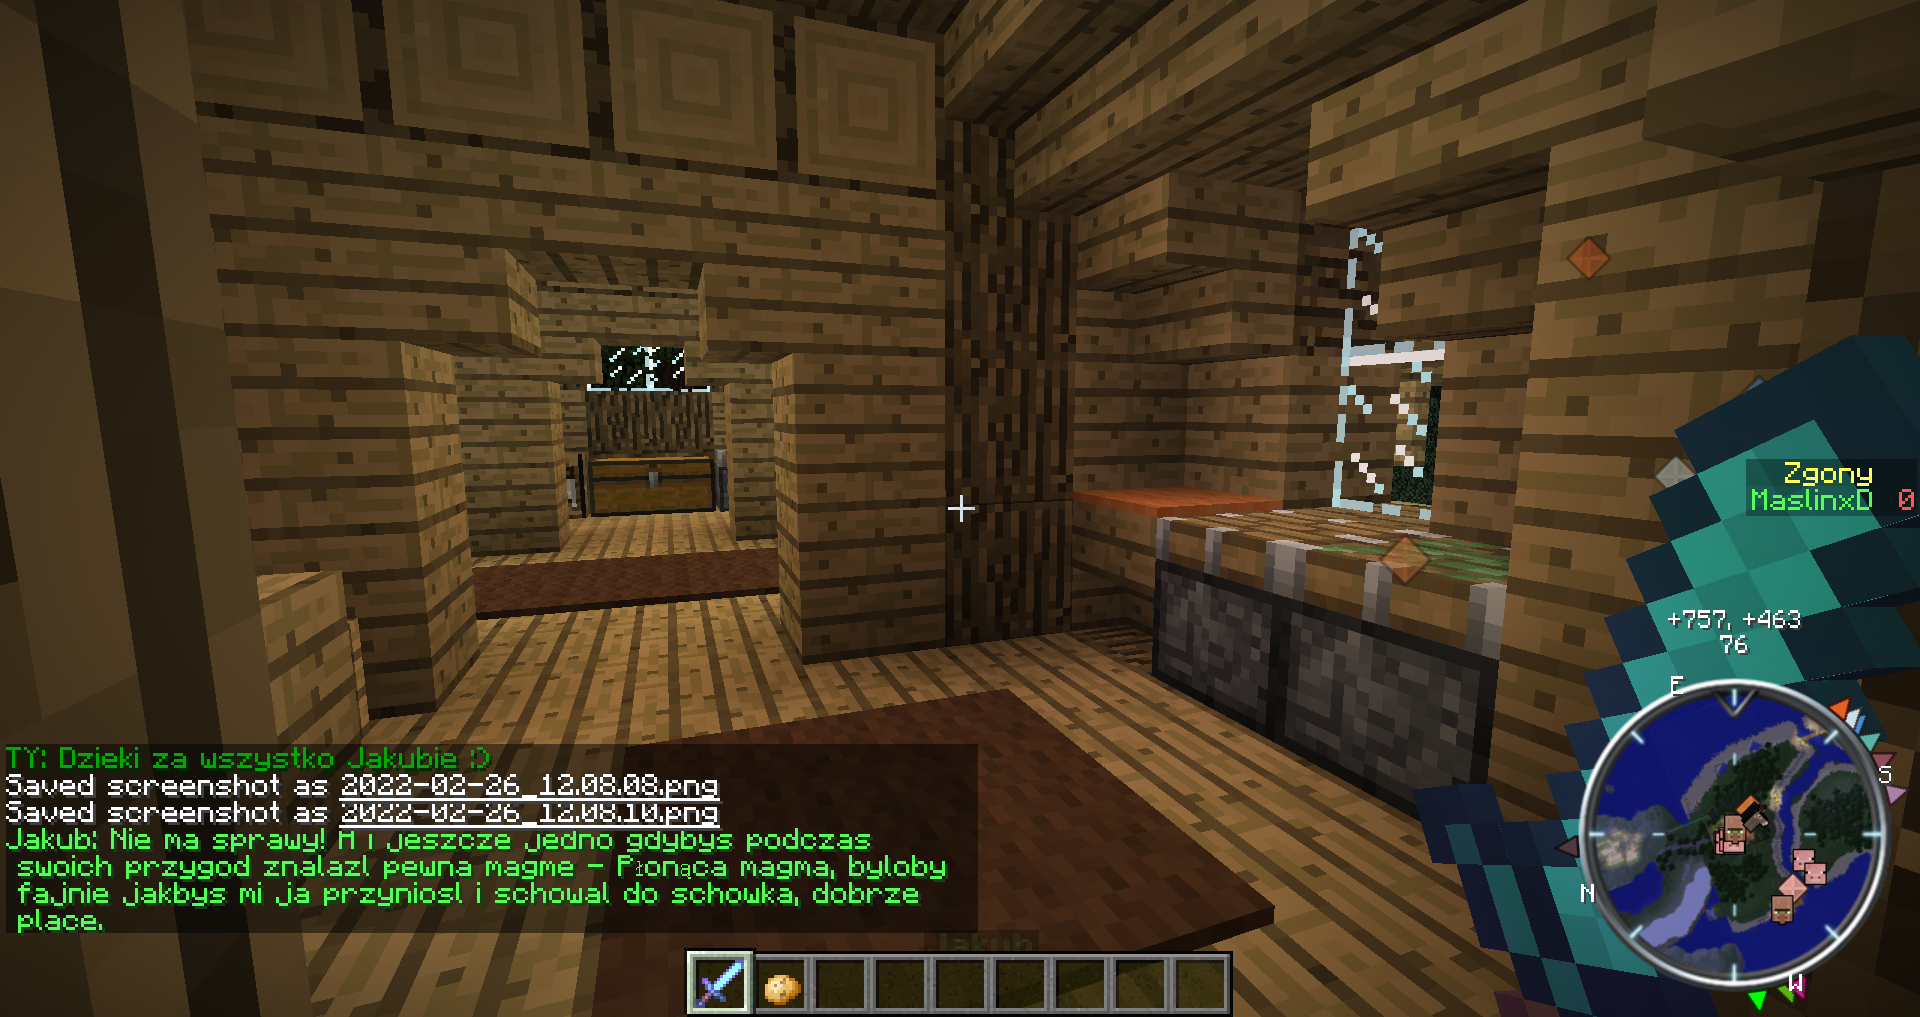 Zgony
MaslinxD 0
+757, +463
76
E
S
N
W
TY: Dzieki za wszystko Jakubie :D
Saved screenshot as 2022-02-26_12.08.08.png
Saved screenshot as 2022-02-26_12.08.10.png
Jakub: Nie ma sprawy! A i jeszcze jedno gdybys podczas
swoich przygod znalazl pewna magme - Płonąca magma, byloby
fajnie jakbys mi ja przyniosl i schowal do schowka, dobrze
place.
Jakub